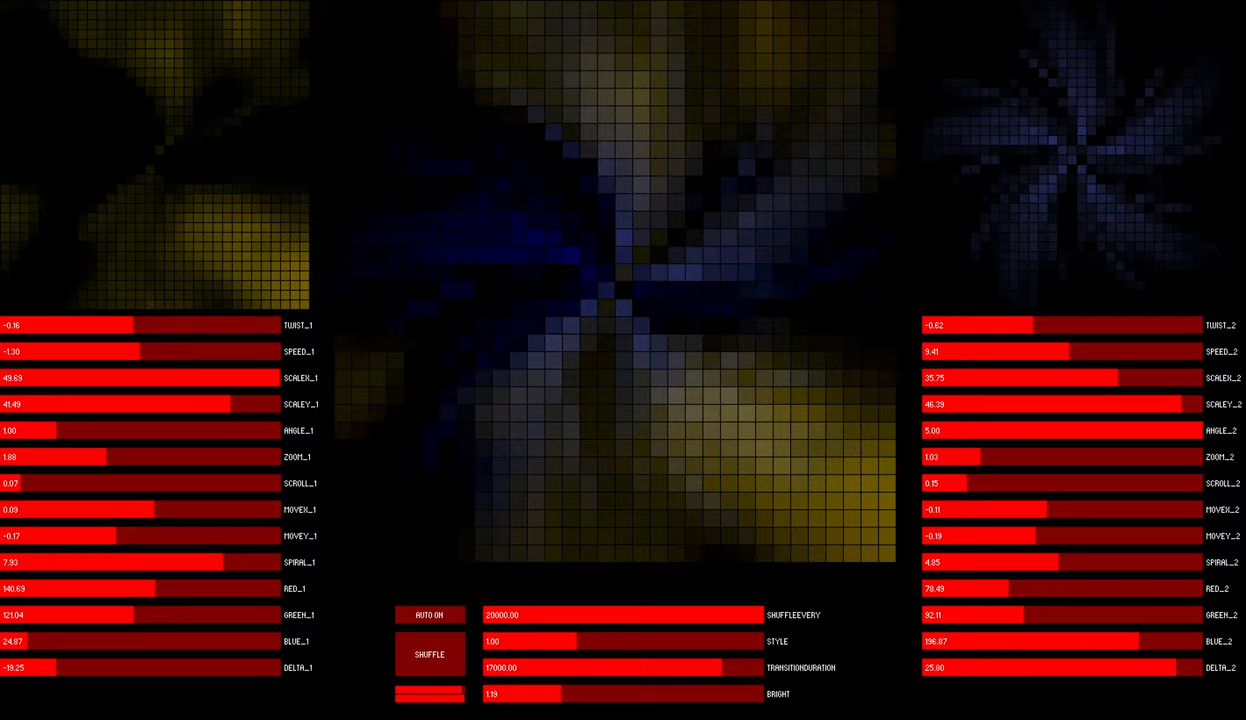 -0.16 TWIST_1
-1.30 SPEED_1
49.69 SCALEX_1
41.49 SCALEY_1
1.00 ANGLE_1
1.88 ZOOM_1
0.07 SCROLL_1
0.09 MOVEX_1
-0.17 MOVEY_1
7.93 SPIRAL_1
140.69 RED_1
121.04 GREEN_1
24.87 BLUE_1
-19.25 DELTA_1
AUTO ON
SHUFFLE
20000.00 SHUFFLEEVERY
1.00 STYLE
17000.00 TRANSITIONDURATION
1.19 BRIGHT
-0.62 TWIST_2
9.41 SPEED_2
35.75 SCALEX_2
46.39 SCALEY_2
5.00 ANGLE_2
1.03 ZOOM_2
0.15 SCROLL_2
-0.11 MOVEX_2
-0.19 MOVEY_2
4.85 SPIRAL_2
78.49 RED_2
92.11 GREEN_2
196.87 BLUE_2
25.80 DELTA_2